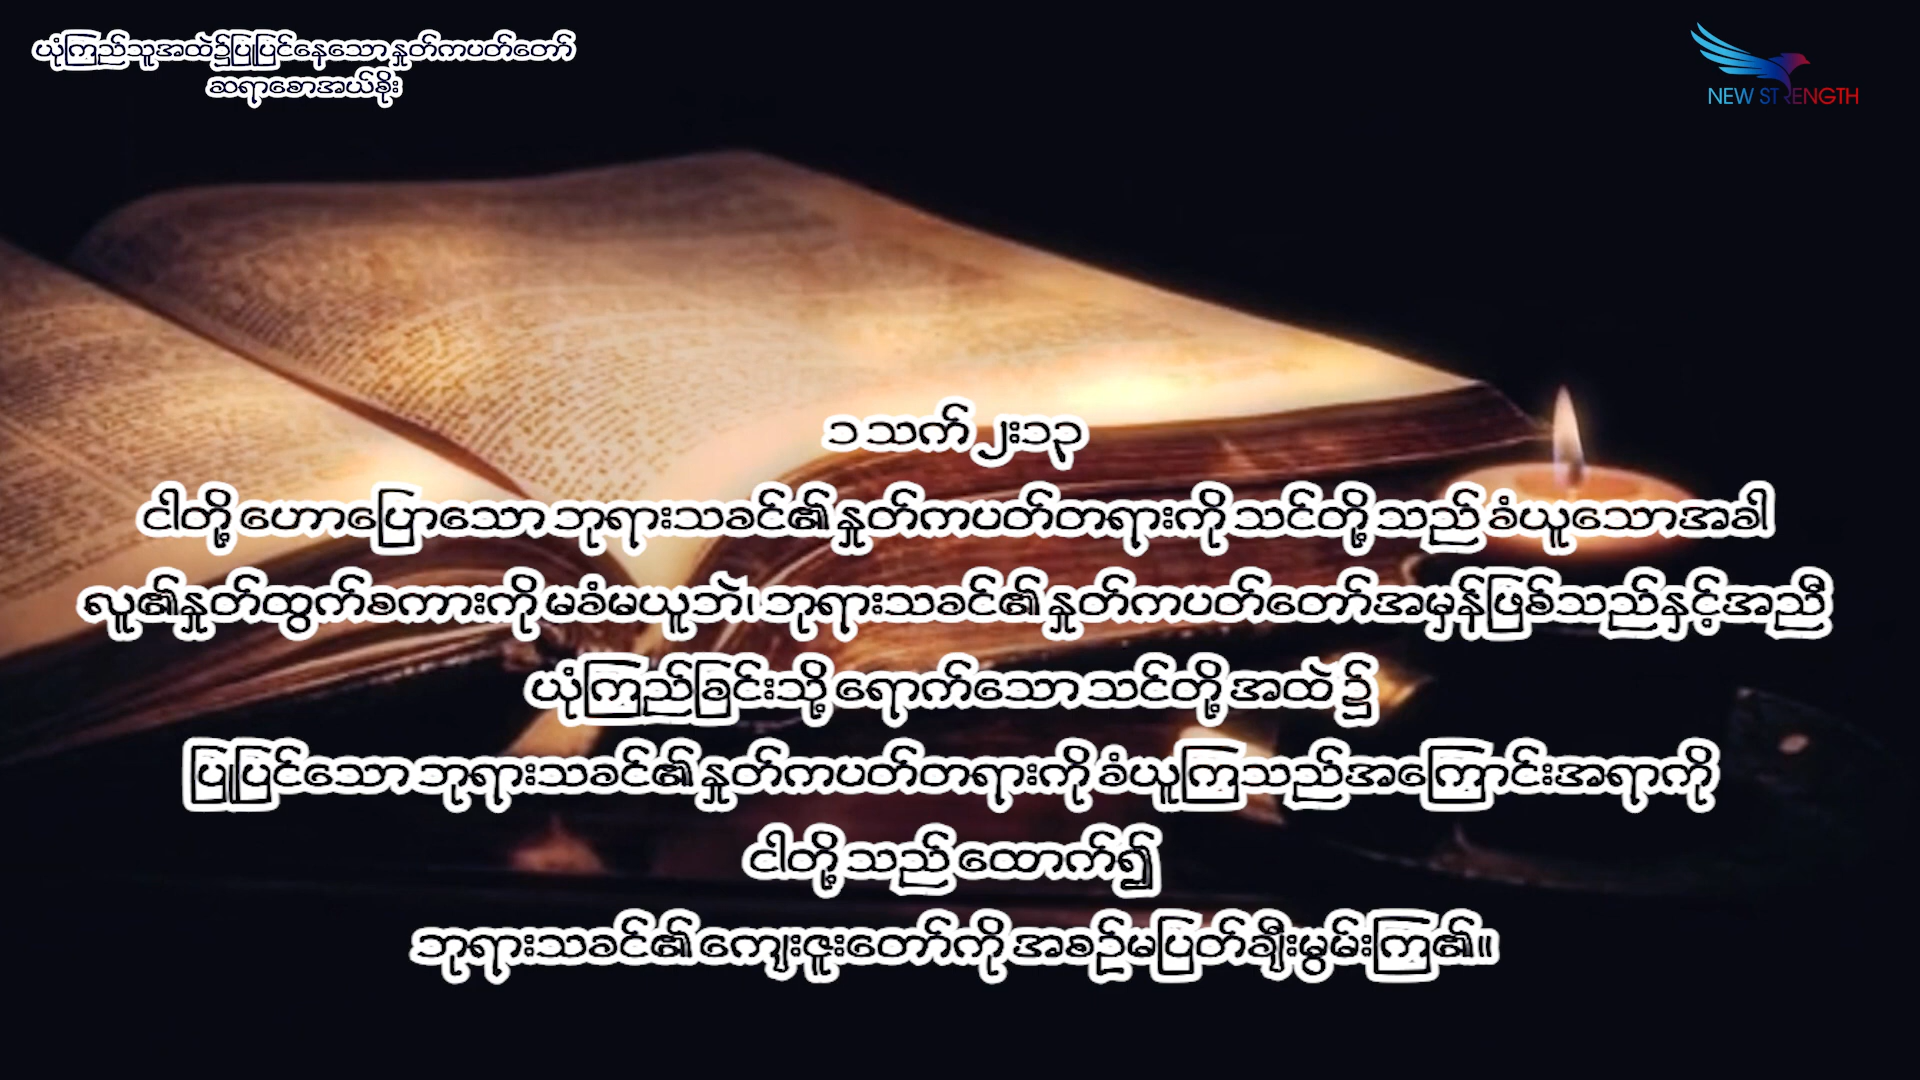 ယုံကြည်သူအထဲ၌ပြုပြင်နေသော နှုတ်ကပတ်တော်
ဆရာစောအယ်ခိုး
NEW STRENGTH
၁ သက် ၂း၁၃
ငါတို့ ဟောပြောသော ဘုရားသခင်၏ နှုတ်ကပတ်တရားကို သင်တို့ သည် ခံယူသောအခါ
လူ၏နှုတ်ထွက်စကားကို မခံမယူဘဲ၊ ဘုရားသခင်၏ နှုတ်ကပတ်တော်အမှန်ဖြစ်သည်နှင့်အညီ
ယုံကြည်ခြင်းသို့ ရောက်သော သင်တို့ အထဲ ၌
ပြုပြင်သော ဘုရားသခင်၏ နှုတ်ကပတ်တရားကို ခံယူကြသည်အကြောင်းအရာကို
ငါတို့ သည် ထောက်၍
ဘုရားသခင်၏ ကျေးဇူးတော်ကို အစဉ်မပြတ်ချီးမွမ်းကြ၏။